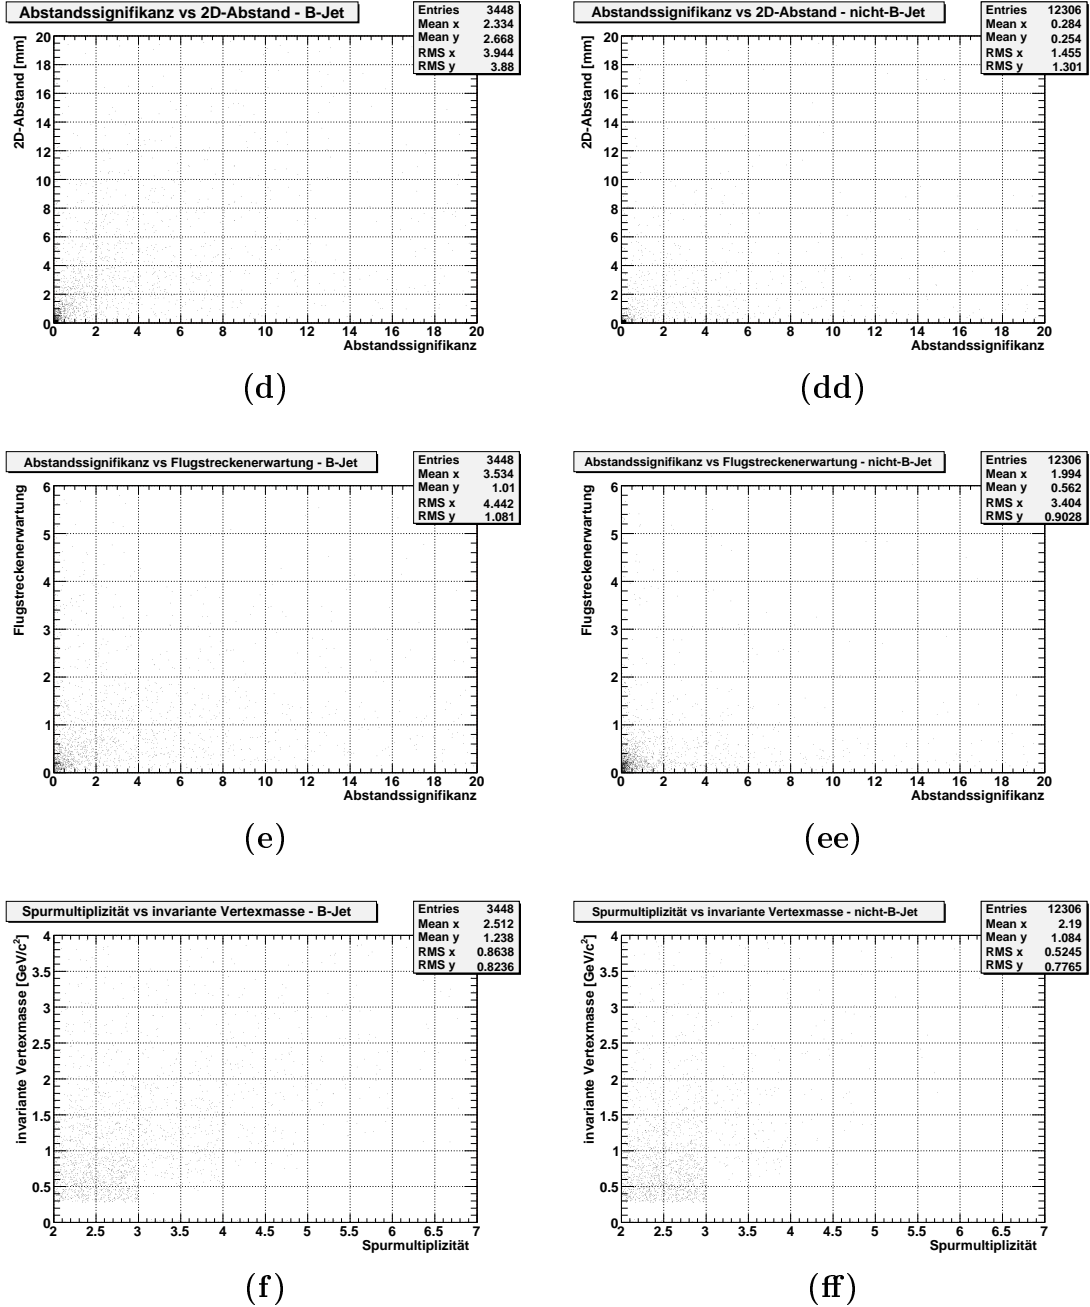 Abstandssignifikanz vs 2D-Abstand - B-Jet
Entries 3448
Mean x 2.334
Mean y 2.668
RMS x 3.944
RMS y 3.88
2D-Abstand [mm]
20
18
16
14
12
10
8
6
4
2
0
0 2 4 6 8 10 12 14 16 18 20
Abstandssignifikanz
(d)
Abstandssignifikanz vs 2D-Abstand - nicht-B-Jet
Entries 12306
Mean x 0.284
Mean y 0.254
RMS x 1.455
RMS y 1.301
2D-Abstand [mm]
20
18
16
14
12
10
8
6
4
2
0
0 2 4 6 8 10 12 14 16 18 20
Abstandssignifikanz
(dd)
Abstandssignifikanz vs Flugstreckenerwartung - B-Jet
Entries 3448
Mean x 3.534
Mean y 1.01
RMS x 4.442
RMS y 1.081
Flugstreckenerwartung
6
5
4
3
2
1
0
0 2 4 6 8 10 12 14 16 18 20
Abstandssignifikanz
(e)
Abstandssignifikanz vs Flugstreckenerwartung - nicht-B-Jet
Entries 12306
Mean x 1.994
Mean y 0.562
RMS x 3.404
RMS y 0.9028
Flugstreckenerwartung
6
5
4
3
2
1
0
0 2 4 6 8 10 12 14 16 18 20
Abstandssignifikanz
(ee)
Spurmultiplizität vs invariante Vertexmasse - B-Jet
Entries 3448
Mean x 2.512
Mean y 1.238
RMS x 0.8638
RMS y 0.8236
invariante Vertexmasse [GeV/c²]
4
3.5
3
2.5
2
1.5
1
0.5
0
2 2.5 3 3.5 4 4.5 5 5.5 6 6.5 7
Spurmultiplizität
(f)
Spurmultiplizität vs invariante Vertexmasse - nicht-B-Jet
Entries 12306
Mean x 2.19
Mean y 1.084
RMS x 0.5245
RMS y 0.7765
invariante Vertexmasse [GeV/c²]
4
3.5
3
2.5
2
1.5
1
0.5
0
2 2.5 3 3.5 4 4.5 5 5.5 6 6.5 7
Spurmultiplizität
(ff)